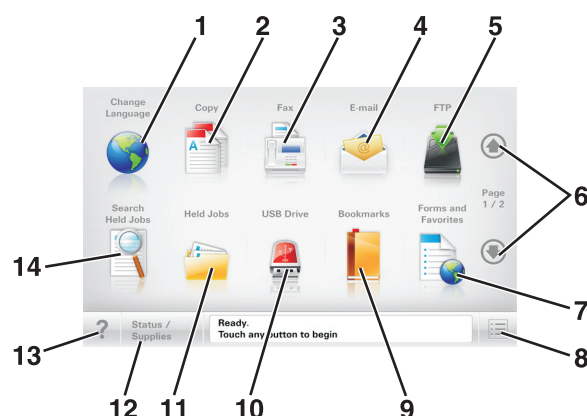 1 2 3 4 5
Change
Language
Copy
Fax
E-mail
FTP
A
@
6
Page
1 / 2
Search
Held Jobs
Held Jobs
USB Drive
Bookmarks
Forms and
Favorites
14
7
?
Status /
Supplies
Ready.
Touch any button to begin
13 12 11 10 9 8